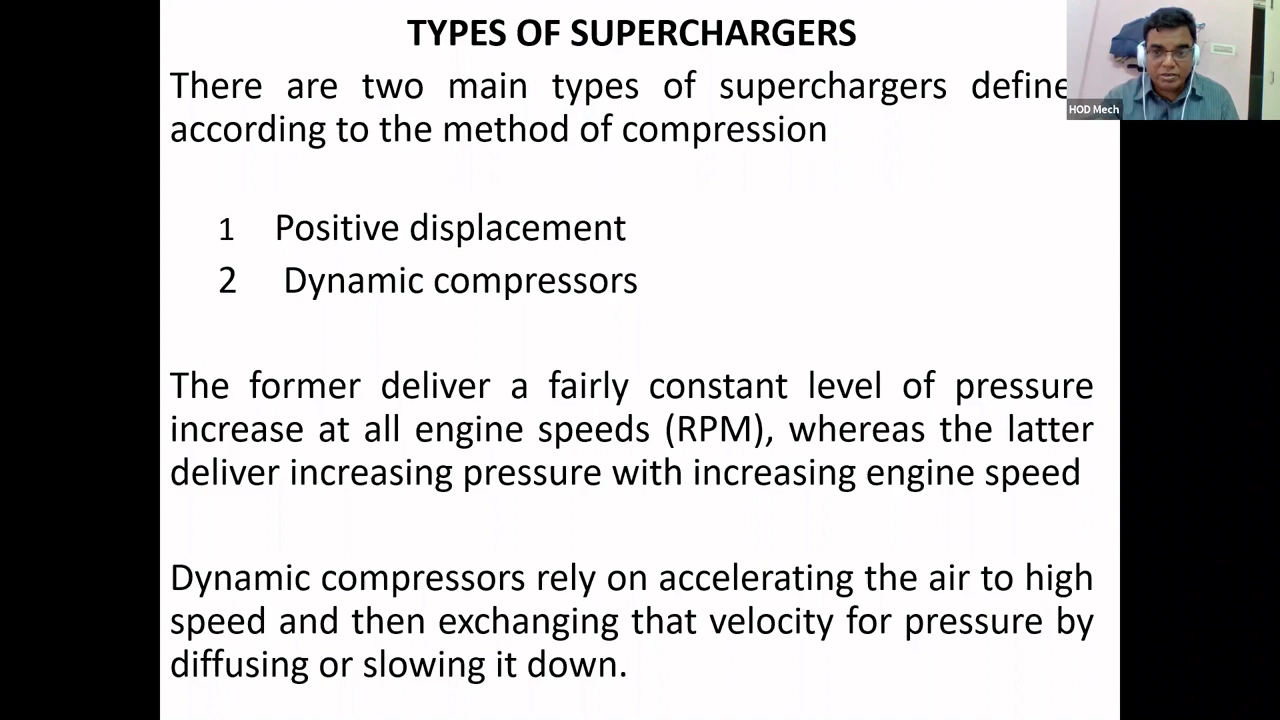 TYPES OF SUPERCHARGERS
There are two main types of superchargers define
according to the method of compression
HOD Mech
1 Positive displacement
2 Dynamic compressors
The former deliver a fairly constant level of pressure
increase at all engine speeds (RPM), whereas the latter
deliver increasing pressure with increasing engine speed
Dynamic compressors rely on accelerating the air to high
speed and then exchanging that velocity for pressure by
diffusing or slowing it down.